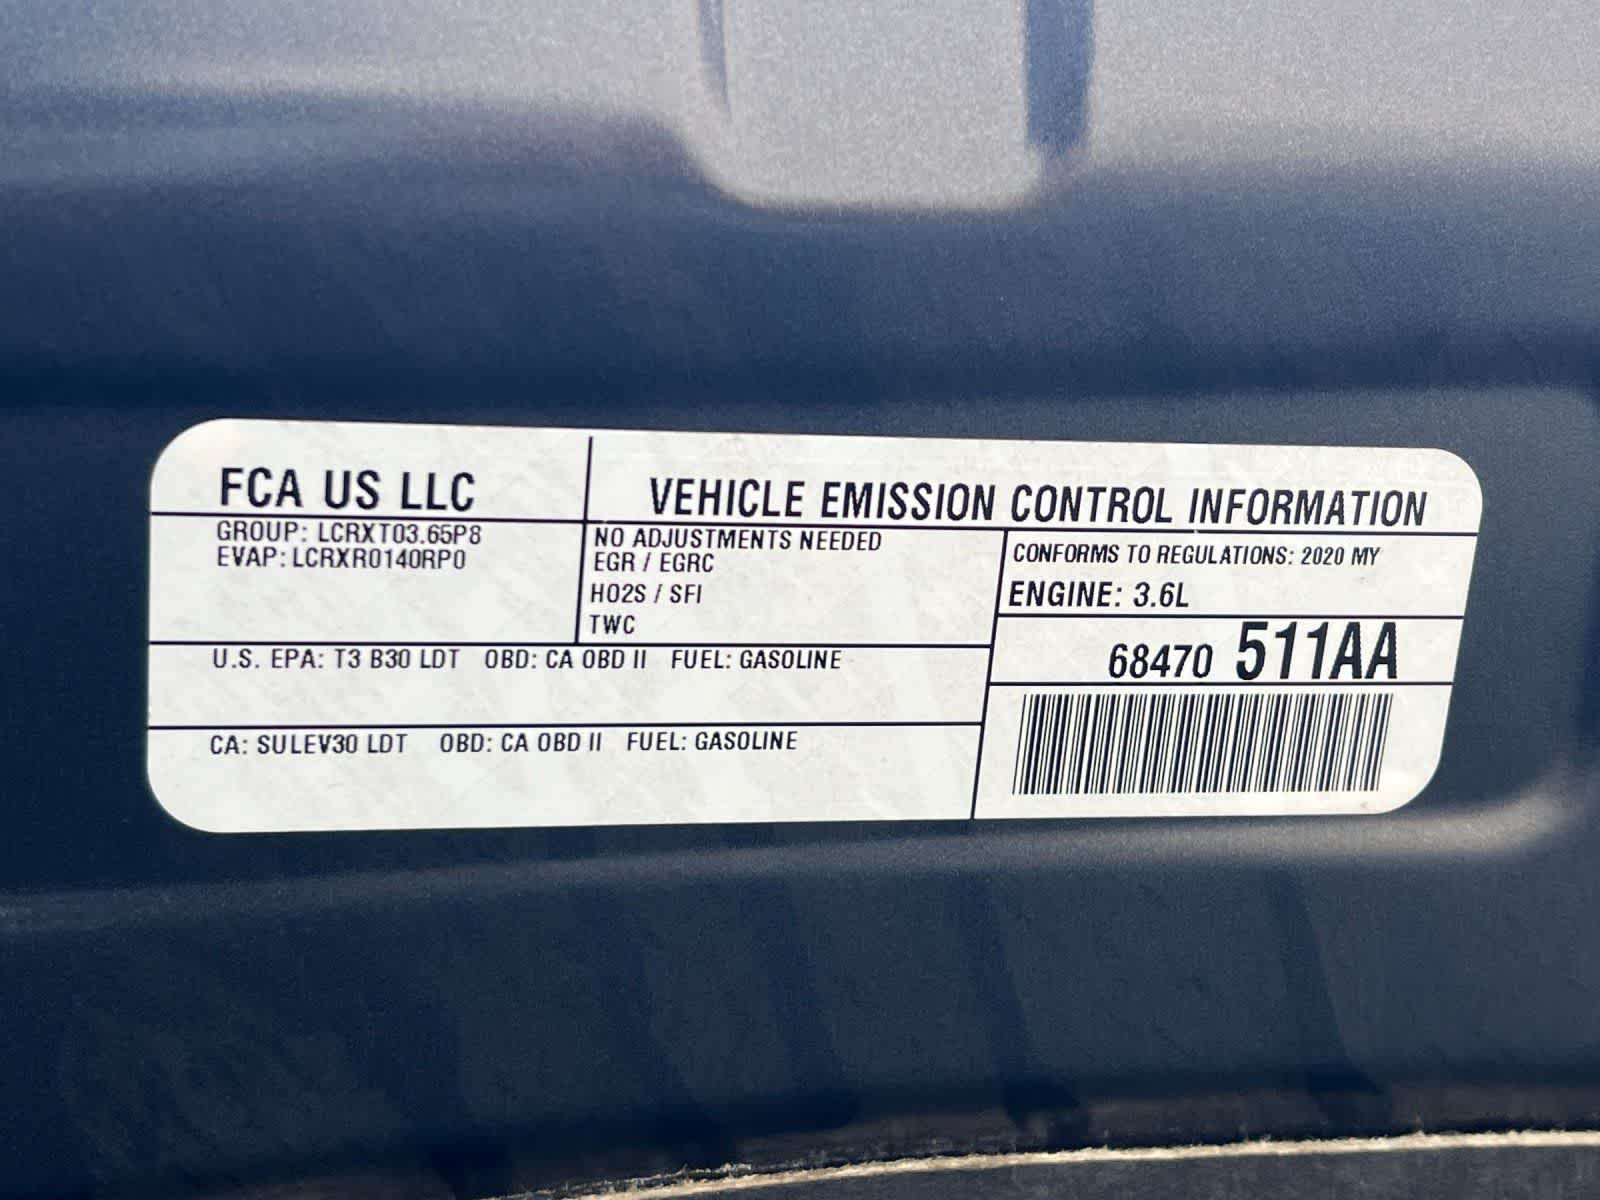 FCA US LLC
VEHICLE EMISSION CONTROL INFORMATION
GROUP: LCRXT03.65P8
EVAP: LCRXR0140RP0
NO ADJUSTMENTS NEEDED
EGR / EGRC
HO2S / SFI
TWC
CONFORMS TO REGULATIONS: 2020 MY
ENGINE: 3.6L
68470 511AA
U.S. EPA: T3 B30 LDT OBD: CA OBD II FUEL: GASOLINE
CA: SULEV30 LDT OBD: CA OBD II FUEL: GASOLINE